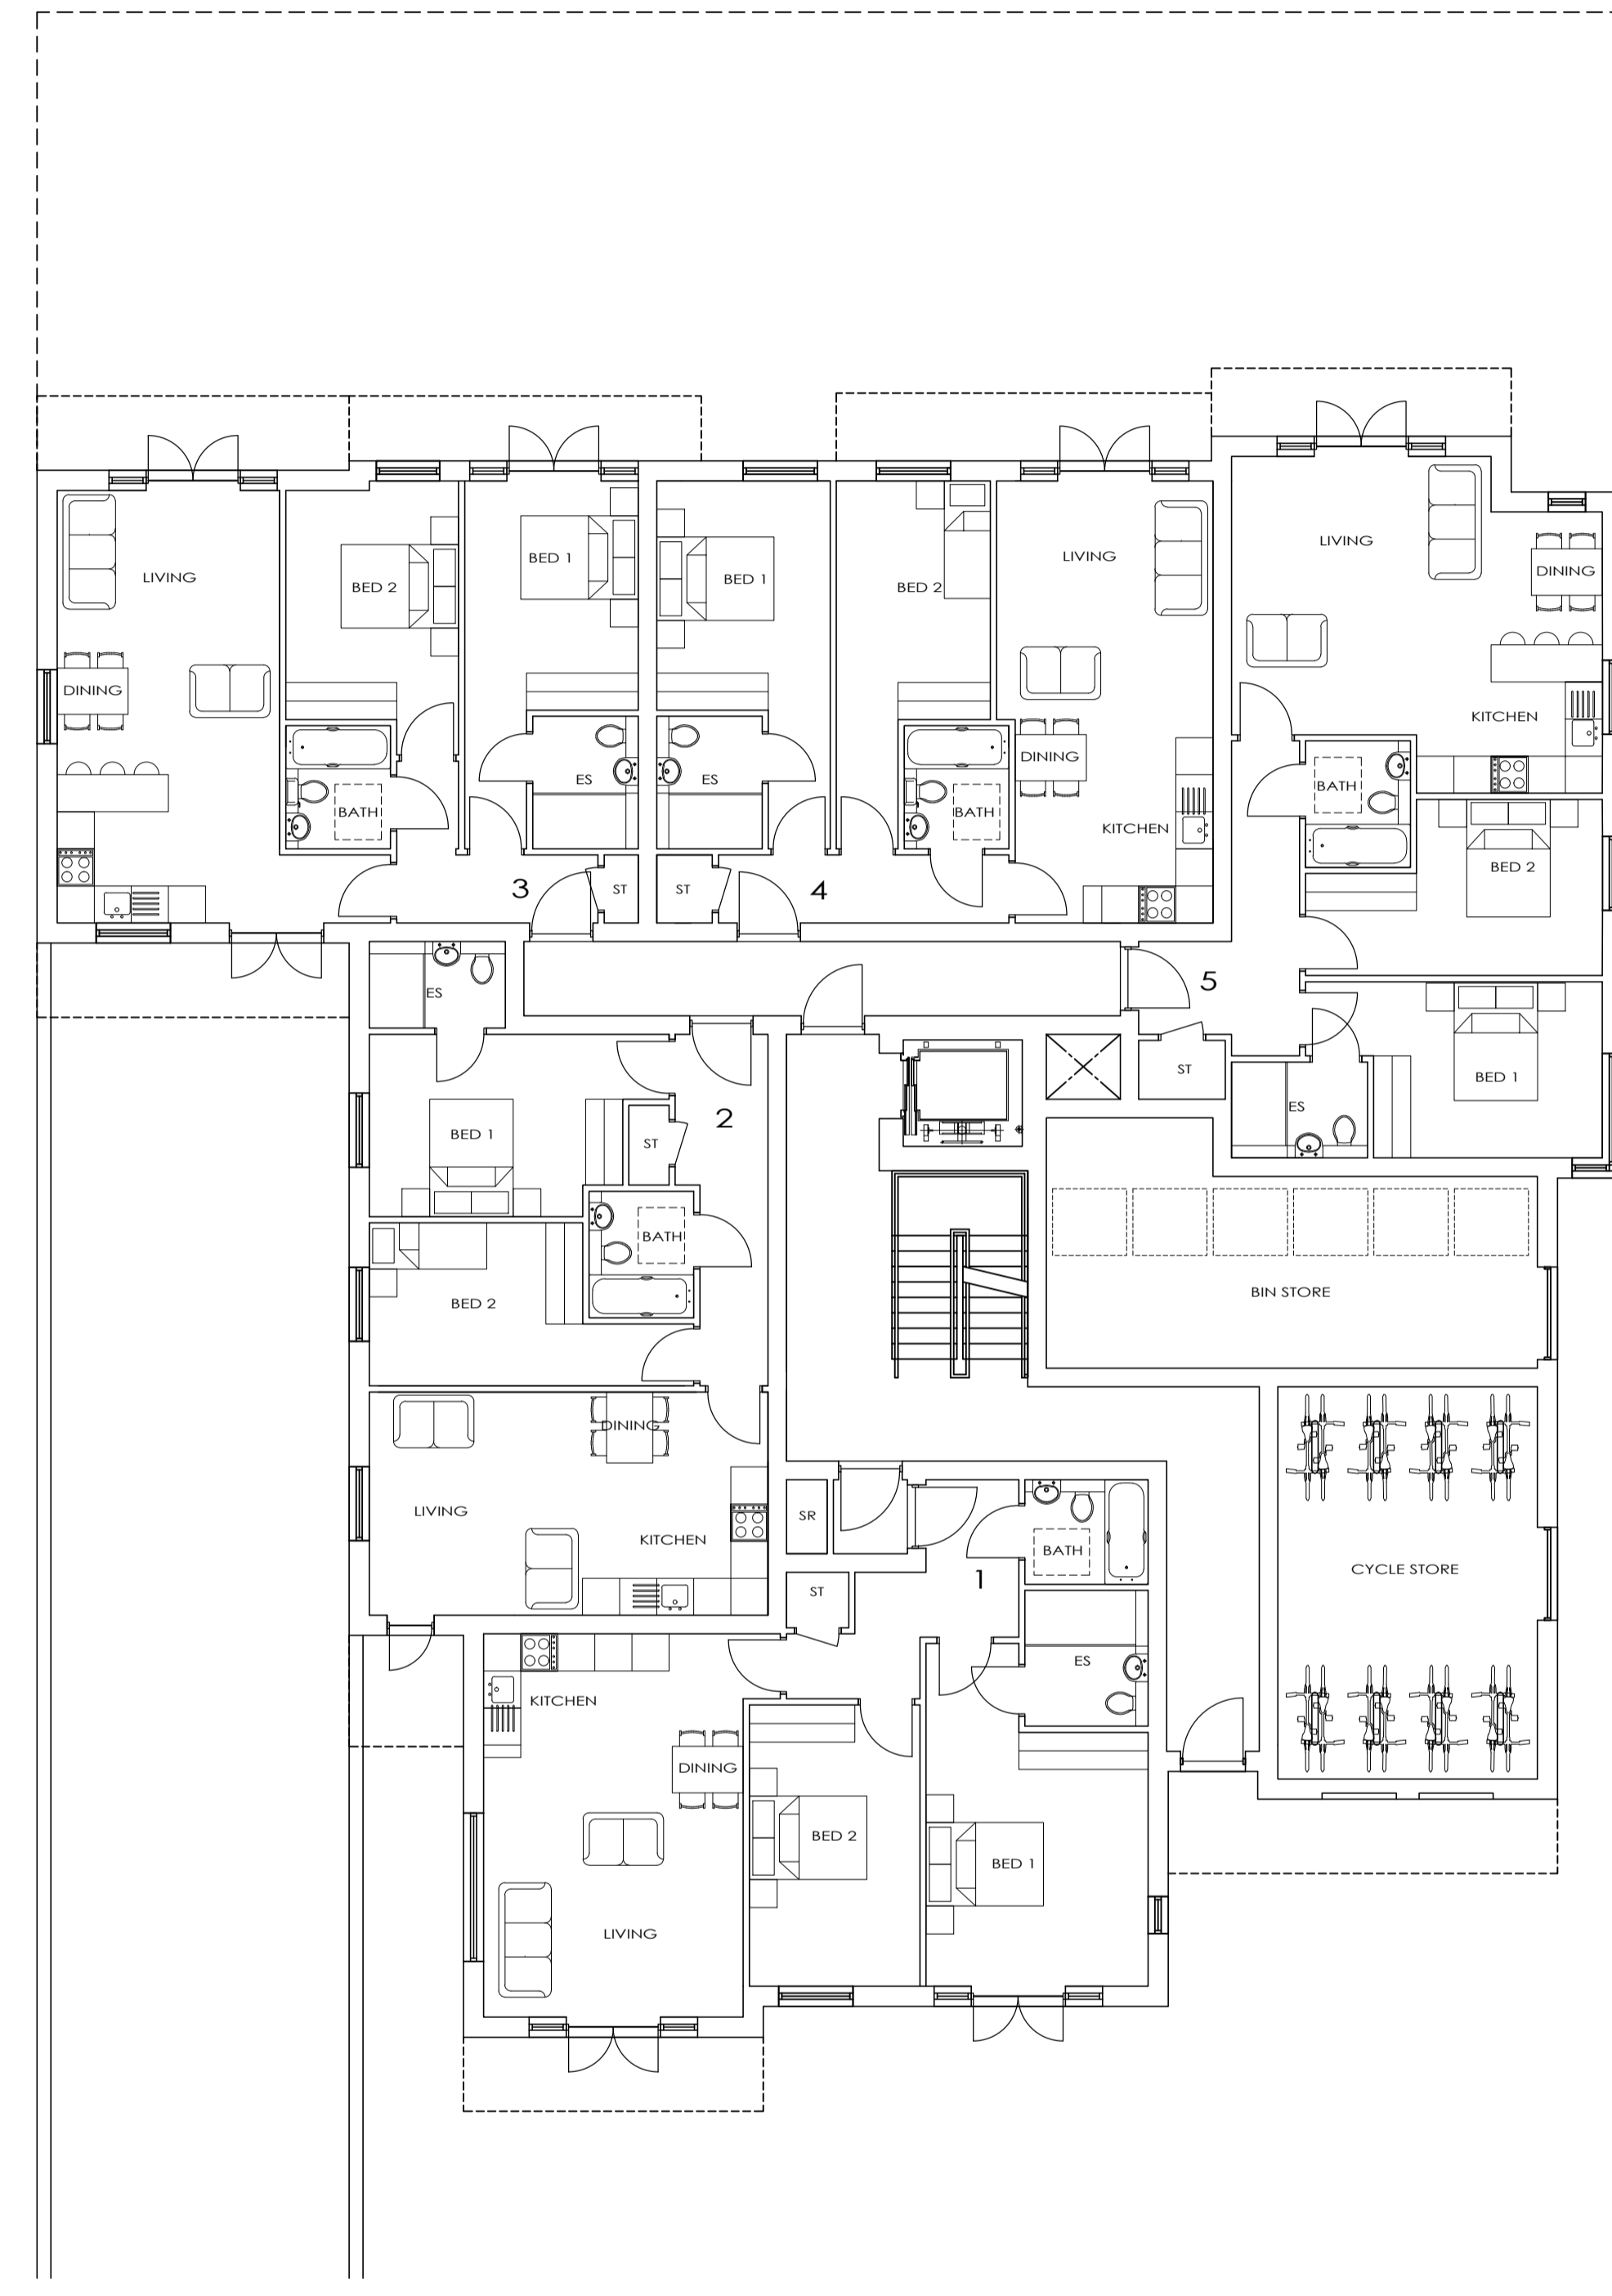 LIVING
BED 2
BED 1
BED 1
BED 2
LIVING
LIVING
DINING
DINING
DINING
KITCHEN
ES
ES
BATH
BATH
KITCHEN
BATH
BED 2
3
ST
ST
4
5
ES
ST
BED 1
ES
2
BED 1
ST
BATH
BED 2
BIN STORE
DINING
LIVING
KITCHEN
SR
BATH
CYCLE STORE
ST
1
ES
KITCHEN
DINING
BED 2
BED 1
LIVING